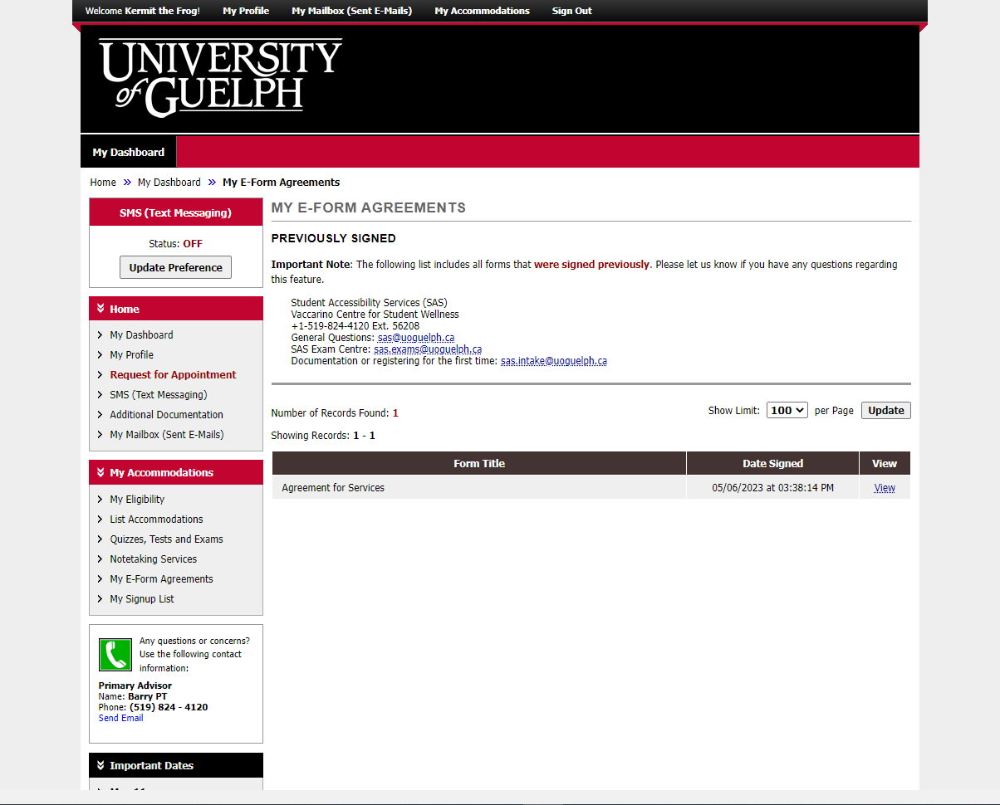 Welcome Kermit the Frog! My Profile My Mailbox (Sent E-Mails) My Accommodations Sign Out
UNIVERSITY
of GUELPH
My Dashboard
Home » My Dashboard » My E-Form Agreements
SMS (Text Messaging)
Status: OFF
Update Preference
Home
My Dashboard
My Profile
Request for Appointment
SMS (Text Messaging)
Additional Documentation
My Mailbox (Sent E-Mails)
My Accommodations
My Eligibility
List Accommodations
Quizzes, Tests and Exams
Notetaking Services
My E-Form Agreements
My Signup List
Any questions or concerns?
Use the following contact
information:
Primary Advisor
Name: Barry PT
Phone: (519) 824 - 4120
Send Email
Important Dates
MY E-FORM AGREEMENTS
PREVIOUSLY SIGNED
Important Note: The following list includes all forms that were signed previously. Please let us know if you have any questions regarding
this feature.
Student Accessibility Services (SAS)
Vaccarino Centre for Student Wellness
+1-519-824-4120 Ext. 56208
General Questions: sas@uoguelph.ca
SAS Exam Centre: sas.exams@uoguelph.ca
Documentation or registering for the first time: sas.intake@uoguelph.ca
Number of Records Found: 1
Show Limit: 100 per Page Update
Showing Records: 1 - 1
Form Title Date Signed View
Agreement for Services 05/06/2023 at 03:38:14 PM View